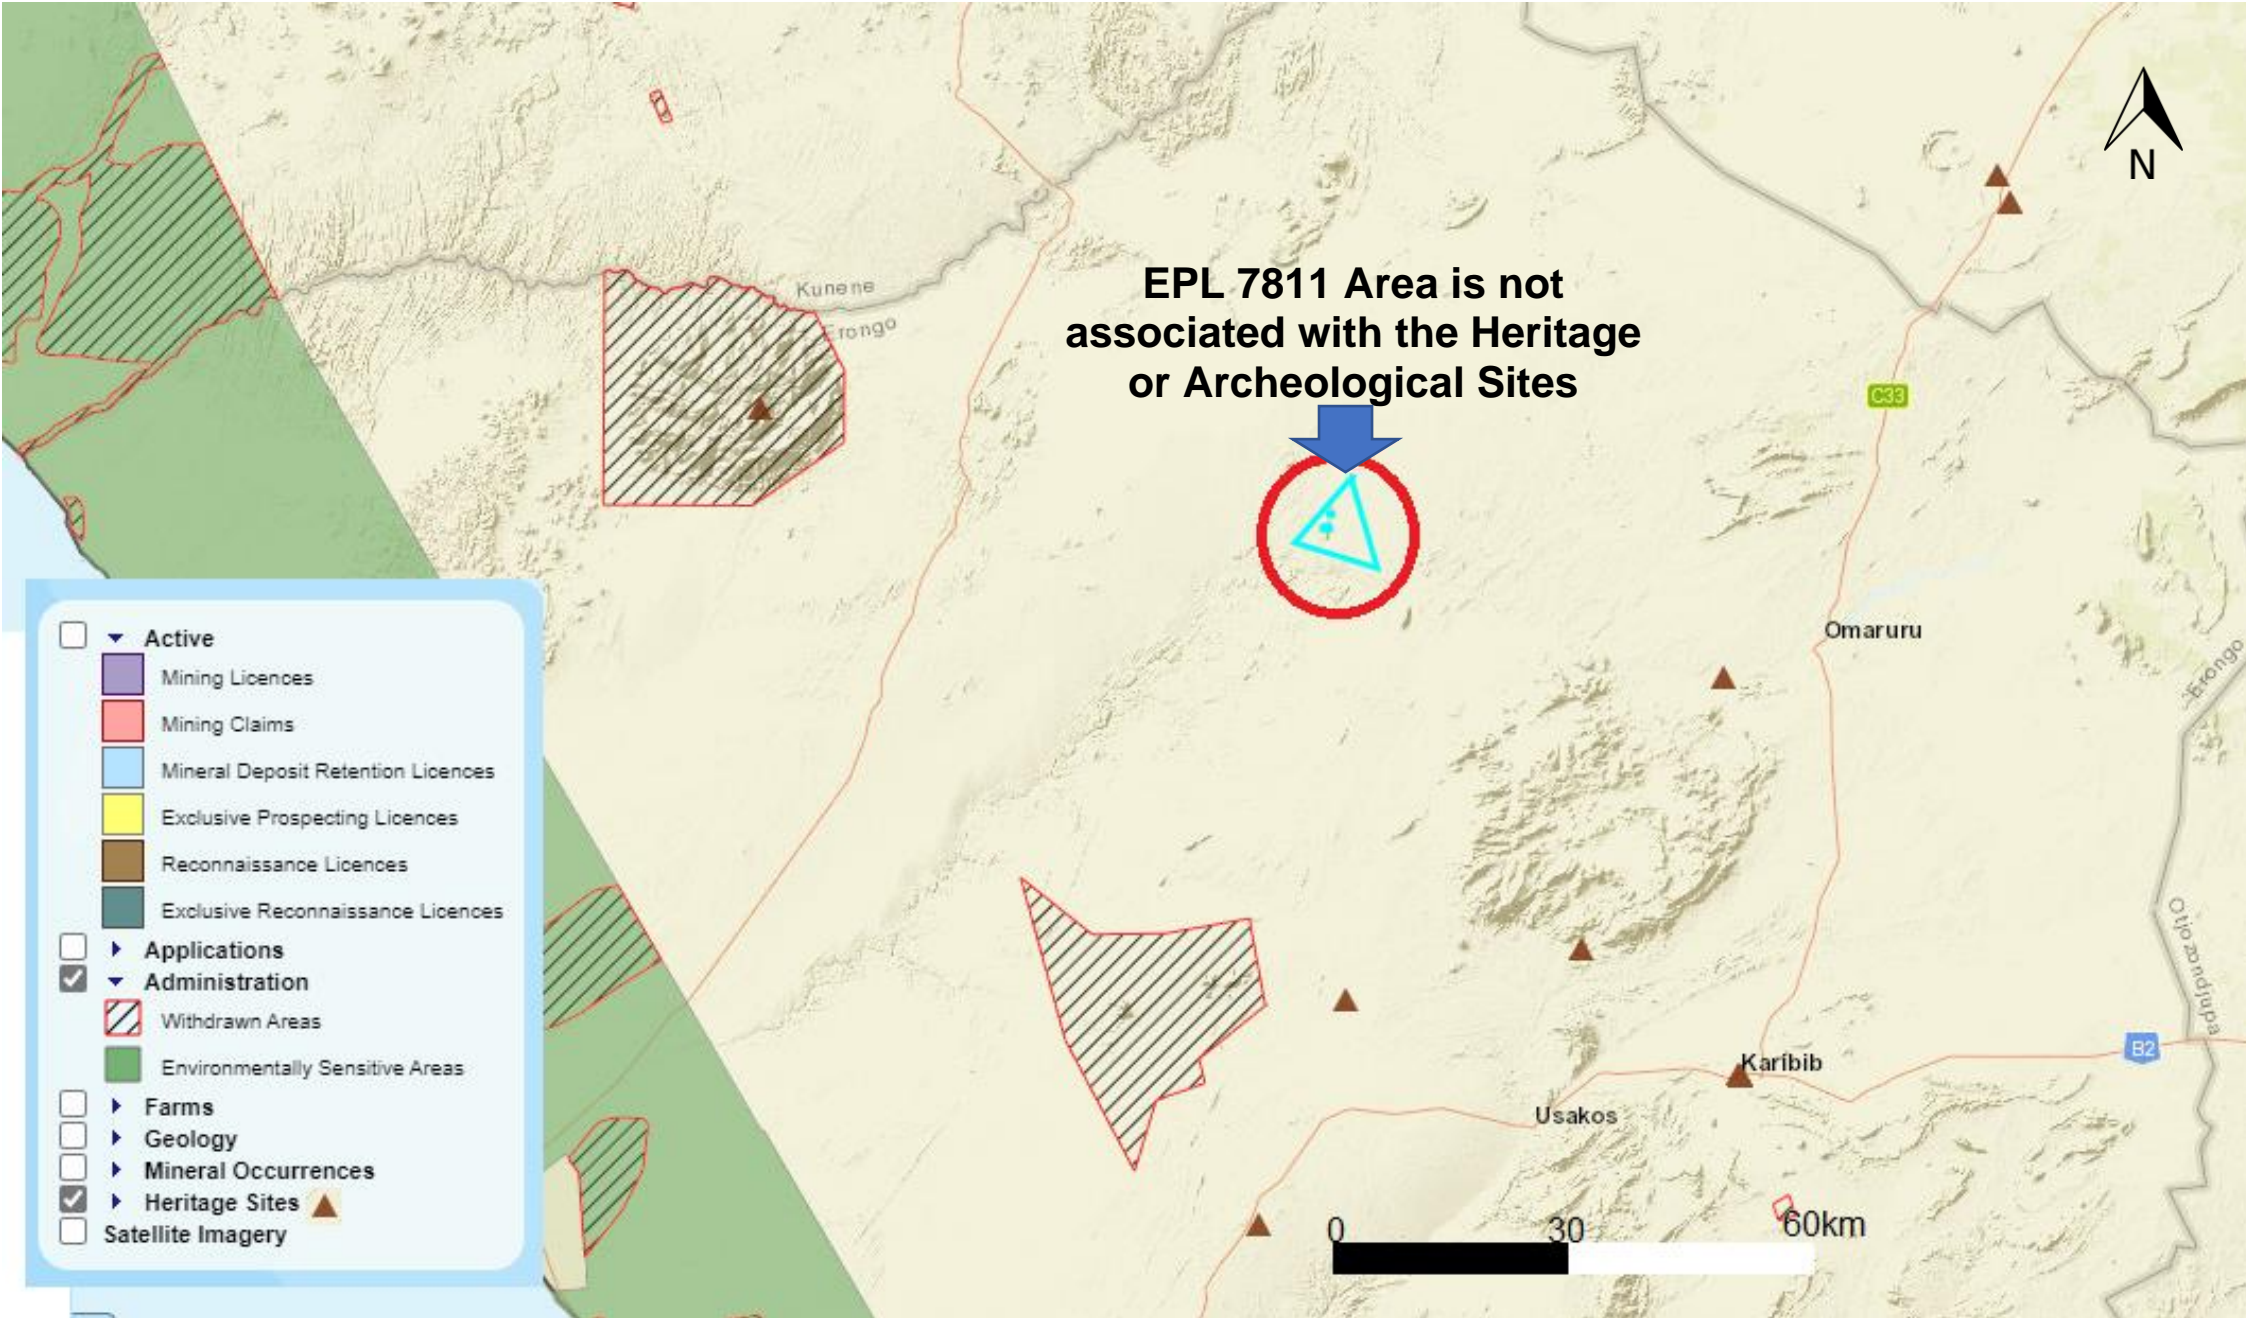 N
Kunene
Erongo
EPL 7811 Area is not
associated with the Heritage
or Archeological Sites
C33
Omaruru
Erongo
Otjozondjupa
B2
Karibib
Usakos
0 30 60km
Active
Mining Licences
Mining Claims
Mineral Deposit Retention Licences
Exclusive Prospecting Licences
Reconnaissance Licences
Exclusive Reconnaissance Licences
Applications
Administration
Withdrawn Areas
Environmentally Sensitive Areas
Farms
Geology
Mineral Occurrences
Heritage Sites
Satellite Imagery